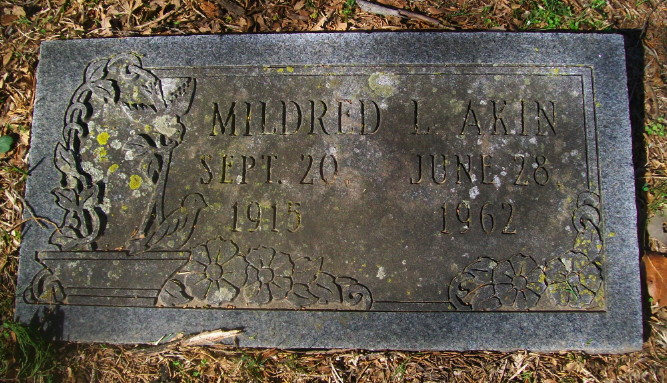 MILDRED L. AKIN
SEPT. 20, JUNE 28,
1915 1962